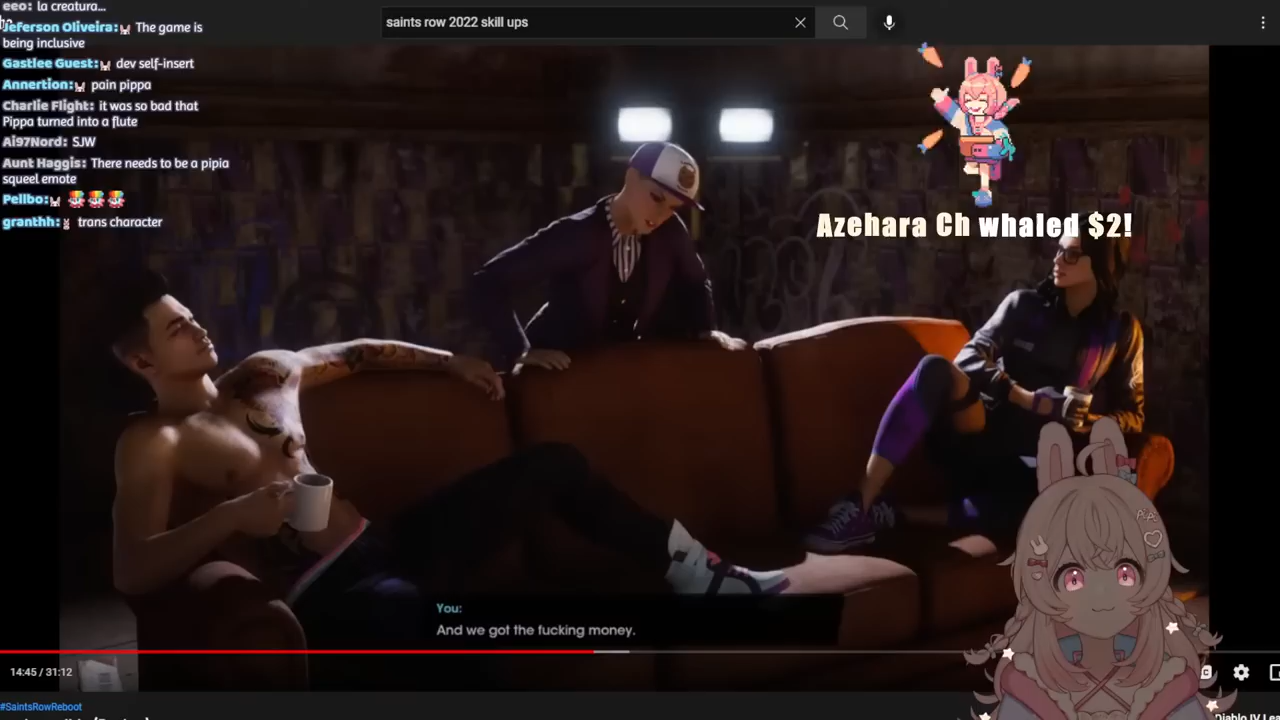 eeo: la creatura...
saints row 2022 skill ups
Jeferson Oliveira: The game is
being inclusive
Gastlee Guest: dev self-insert
Annertion: pain pippa
Charlie Flight: it was so bad that
Pippa turned into a flute
Ai97Nord: SJW
Aunt Haggis: There needs to be a pipia
squeel emote
Pellbo:
granthh: trans character
Azehara Ch whaled $2!
You:
And we got the fucking money.
14:45 / 31:12
#SaintsRowReboot